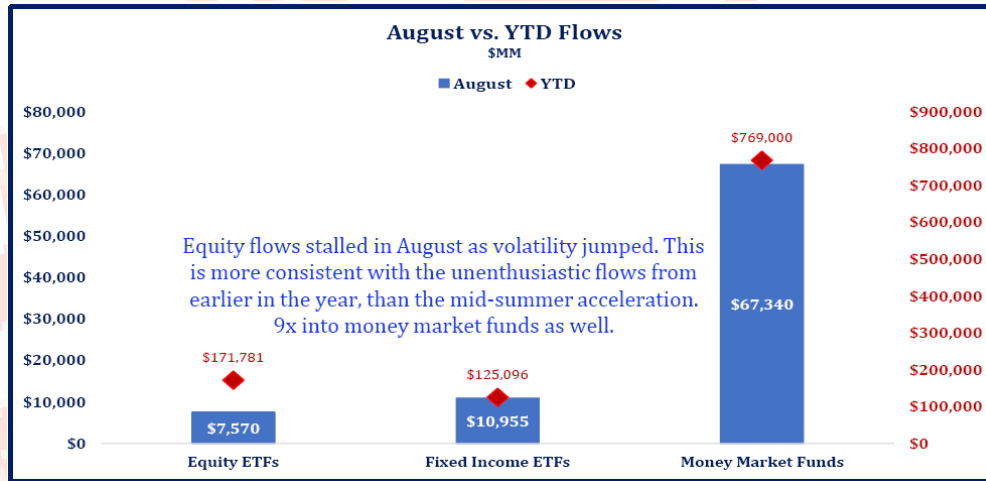 August vs. YTD Flows
$MM
August YTD
$80,000
$70,000
$60,000
$50,000
$40,000
$30,000
$20,000
$10,000
$0
$900,000
$800,000
$700,000
$600,000
$500,000
$400,000
$300,000
$200,000
$100,000
$0
Equity flows stalled in August as volatility jumped. This
is more consistent with the unenthusiastic flows from
earlier in the year, than the mid-summer acceleration.
9x into money market funds as well.
$171,781
$7,570
$125,096
$10,955
$769,000
$67,340
Equity ETFs
Fixed Income ETFs
Money Market Funds